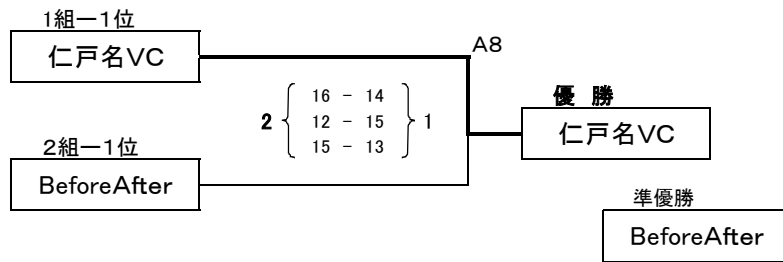 1組ー1位
仁戸名VC
A8
2 { 16 - 14 } 1
12 - 15
15 - 13
優 勝
仁戸名VC
2組ー1位
BeforeAfter
準優勝
BeforeAfter